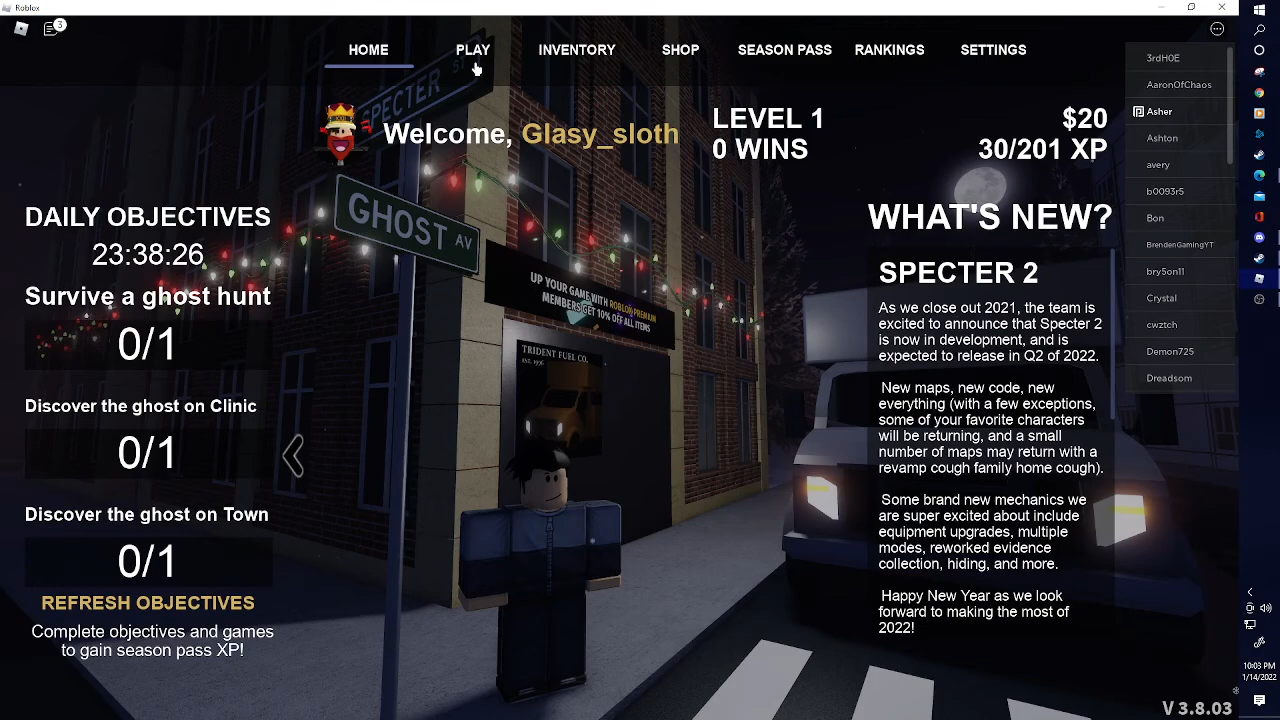 Roblox
3
HOME
PLAY
INVENTORY
SHOP
SEASON PASS
RANKINGS
SETTINGS
SPECTER ST
Welcome, Glasy_sloth
LEVEL 1
0 WINS
$20
30/201 XP
3rdH0E
AaronOfChaos
Asher
Ashton
avery
b0093r5
Bon
BrendenGamingYT
bry5on11
Crystal
cwztch
Demon725
Dreadsom
DAILY OBJECTIVES
23:38:26
Survive a ghost hunt
0/1
Discover the ghost on Clinic
0/1
Discover the ghost on Town
0/1
REFRESH OBJECTIVES
Complete objectives and games
to gain season pass XP!
GHOST AV
UP YOUR GAME WITH ROBLOX PREMIUM
MEMBERS GET 10% OFF ALL ITEMS
TRIDENT FUEL CO.
EST. 1996
WHAT'S NEW?
SPECTER 2
As we close out 2021, the team is
excited to announce that Specter 2
is now in development, and is
expected to release in Q2 of 2022.
New maps, new code, new
everything (with a few exceptions,
some of your favorite characters
will be returning, and a small
number of maps may return with a
revamp cough family home cough).
Some brand new mechanics we
are super excited about include
equipment upgrades, multiple
modes, reworked evidence
collection, hiding, and more.
Happy New Year as we look
forward to making the most of
2022!
V 3.8.03
10:03 PM
1/14/2022